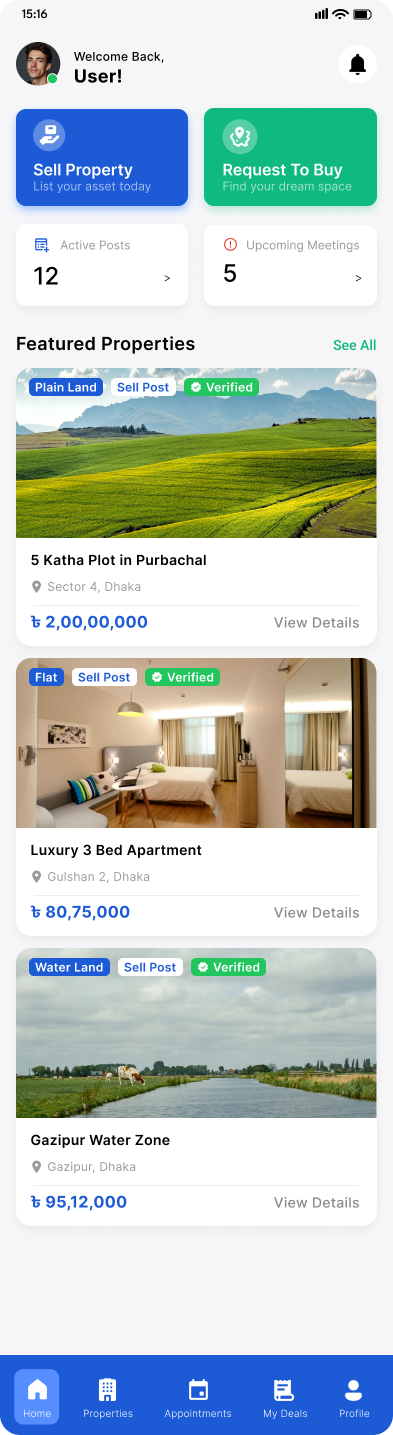 15:16
Welcome Back,
User!
Sell Property
List your asset today
Request To Buy
Find your dream space
Active Posts
12
>
Upcoming Meetings
5
>
Featured Properties
See All
Plain Land
Sell Post
Verified
5 Katha Plot in Purbachal
Sector 4, Dhaka
৳ 2,00,00,000
View Details
Flat
Sell Post
Verified
Luxury 3 Bed Apartment
Gulshan 2, Dhaka
৳ 80,75,000
View Details
Water Land
Sell Post
Verified
Gazipur Water Zone
Gazipur, Dhaka
৳ 95,12,000
View Details
Home
Properties
Appointments
My Deals
Profile